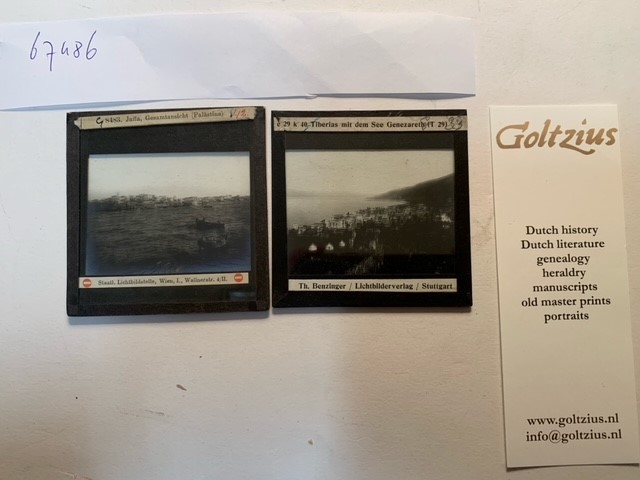 67486
G 8485. Jaffa, Gesamtansicht (Palästina)
Staatl. Lichtbildstelle, Wien, I., Wallnerstr. 4/II.
29 k 40 Tiberias mit dem See Genezareth (T 29)
Th. Benzinger / Lichtbilderverlag / Stuttgart.
Goltzius
Dutch history
Dutch literature
genealogy
heraldry
manuscripts
old master prints
portraits
www.goltzius.nl
info@goltzius.nl